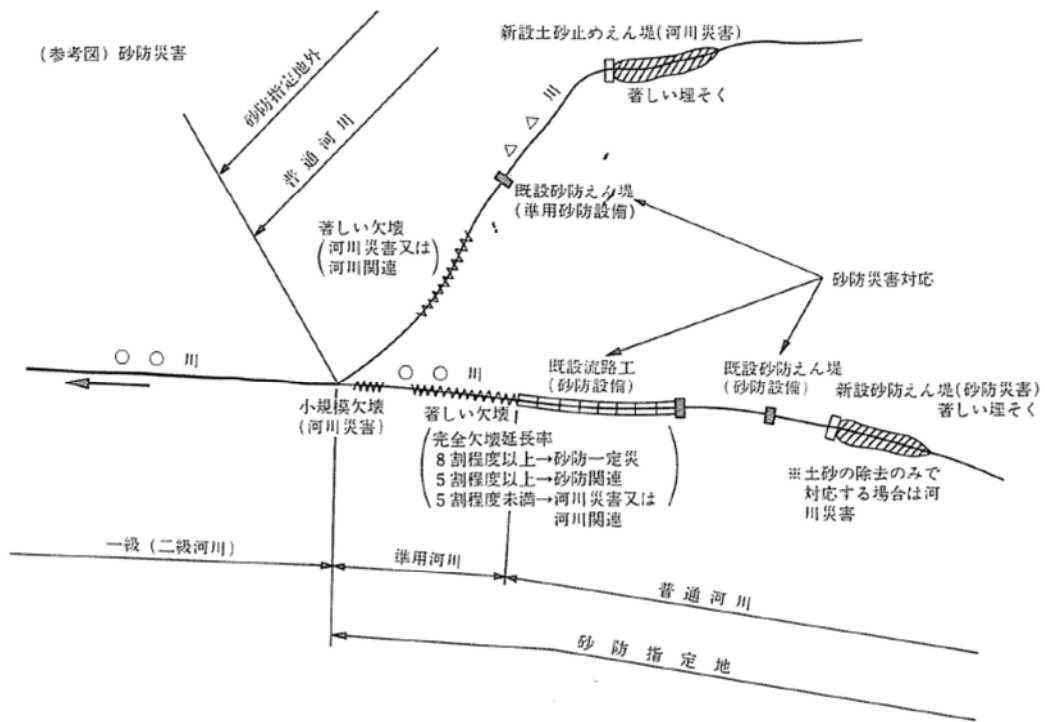 (参考図) 砂防災害
新設土砂止めえん堤(河川災害)
著しい埋そく
砂防指定地外
普通河川
△△川
既設砂防えん堤
(準用砂防設備)
著しい欠壊
(河川災害又は
河川関連)
砂防災害対応
○○川
○○川
既設流路工
(砂防設備)
既設砂防えん堤
(砂防設備)
新設砂防えん堤(砂防災害)
著しい埋そく
小規模欠壊
(河川災害)
著しい欠壊
(完全欠壊延長率
8割程度以上→砂防一定災
5割程度以上→砂防関連
5割程度未満→河川災害又は
河川関連)
※土砂の除去のみで
対応する場合は河
川災害
一級(二級河川)
準用河川
普通河川
砂防指定地